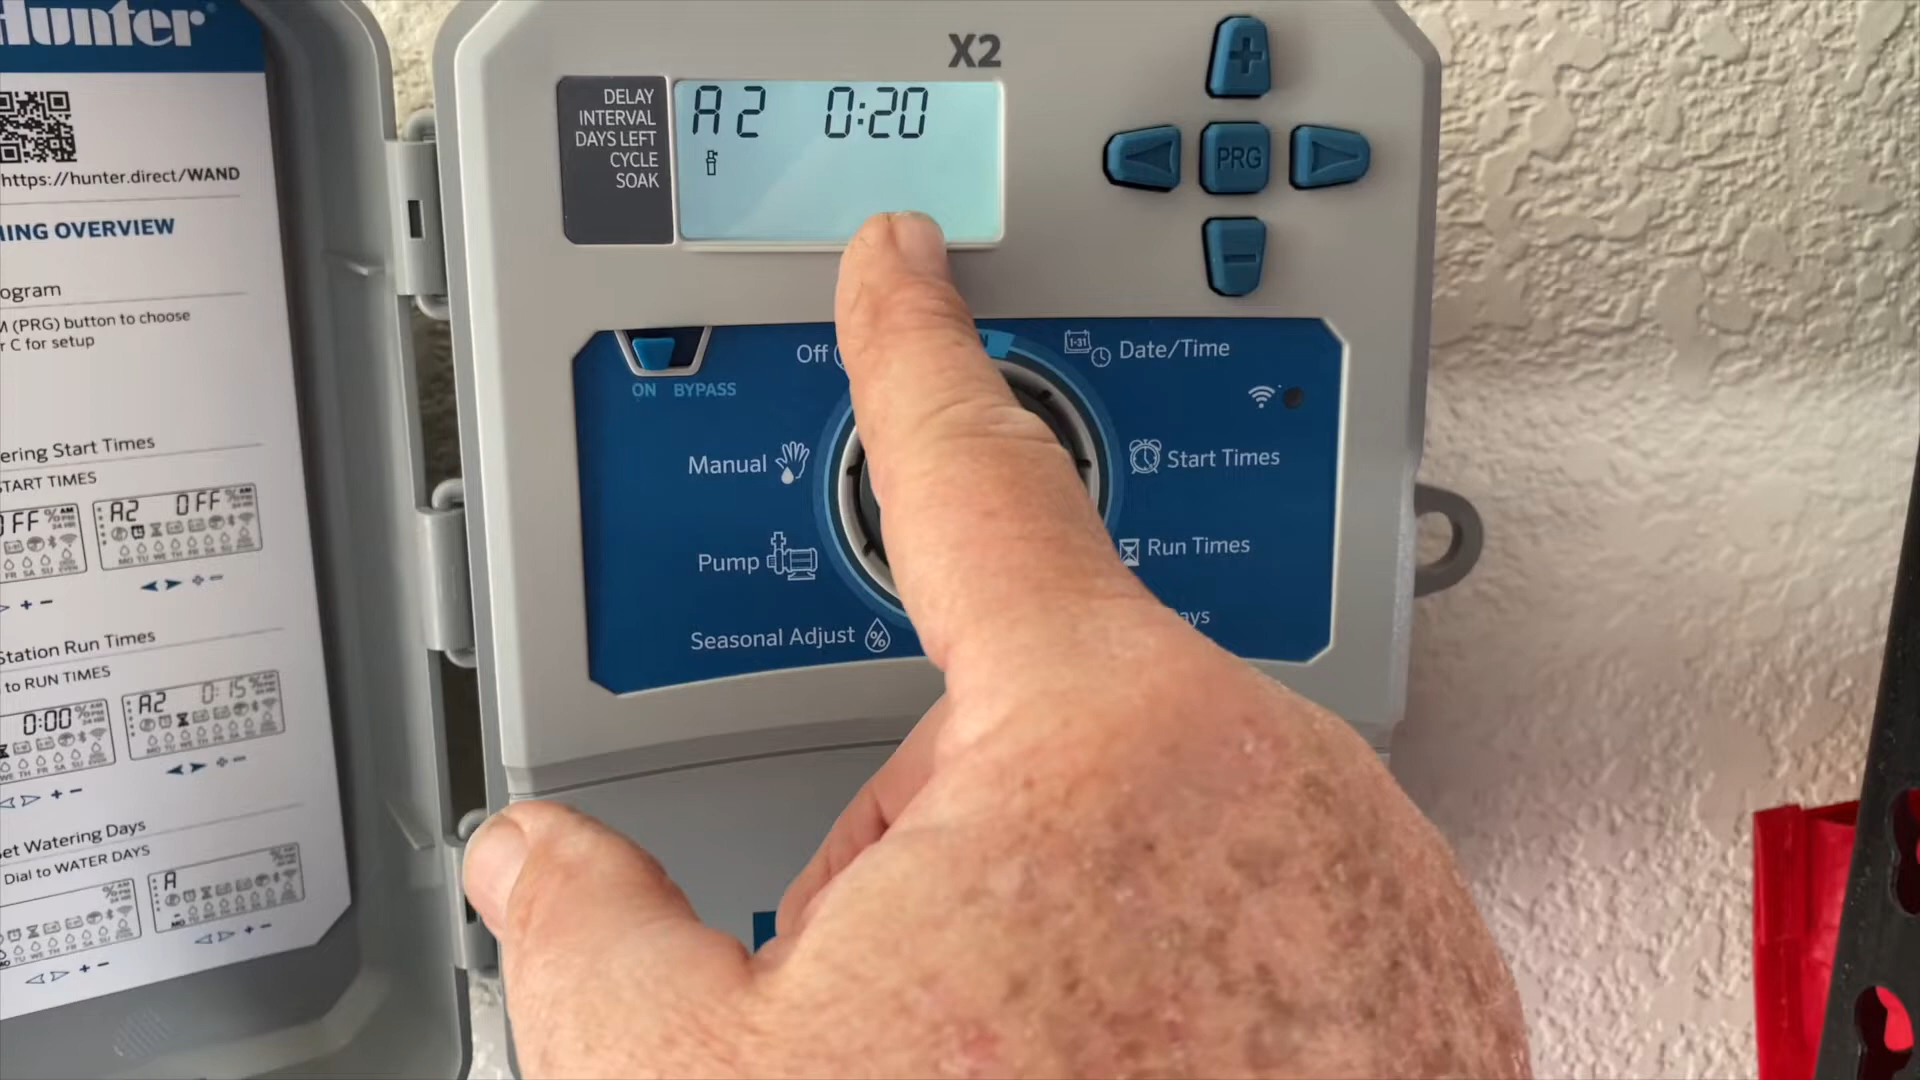 Hunter®
https://hunter.direct/WAND
MING OVERVIEW
ogram
M (PRG) button to choose
r C for setup
ering Start Times
START TIMES
OFF
A2 OFF
Station Run Times
to RUN TIMES
0:00
A2 0:15
et Watering Days
Dial to WATER DAYS
A
X2
DELAY
INTERVAL
DAYS LEFT
CYCLE
SOAK
A2 0:20
+
PRG
−
ON BYPASS
Off
Date/Time
Manual
Start Times
Pump
Run Times
Seasonal Adjust
ays